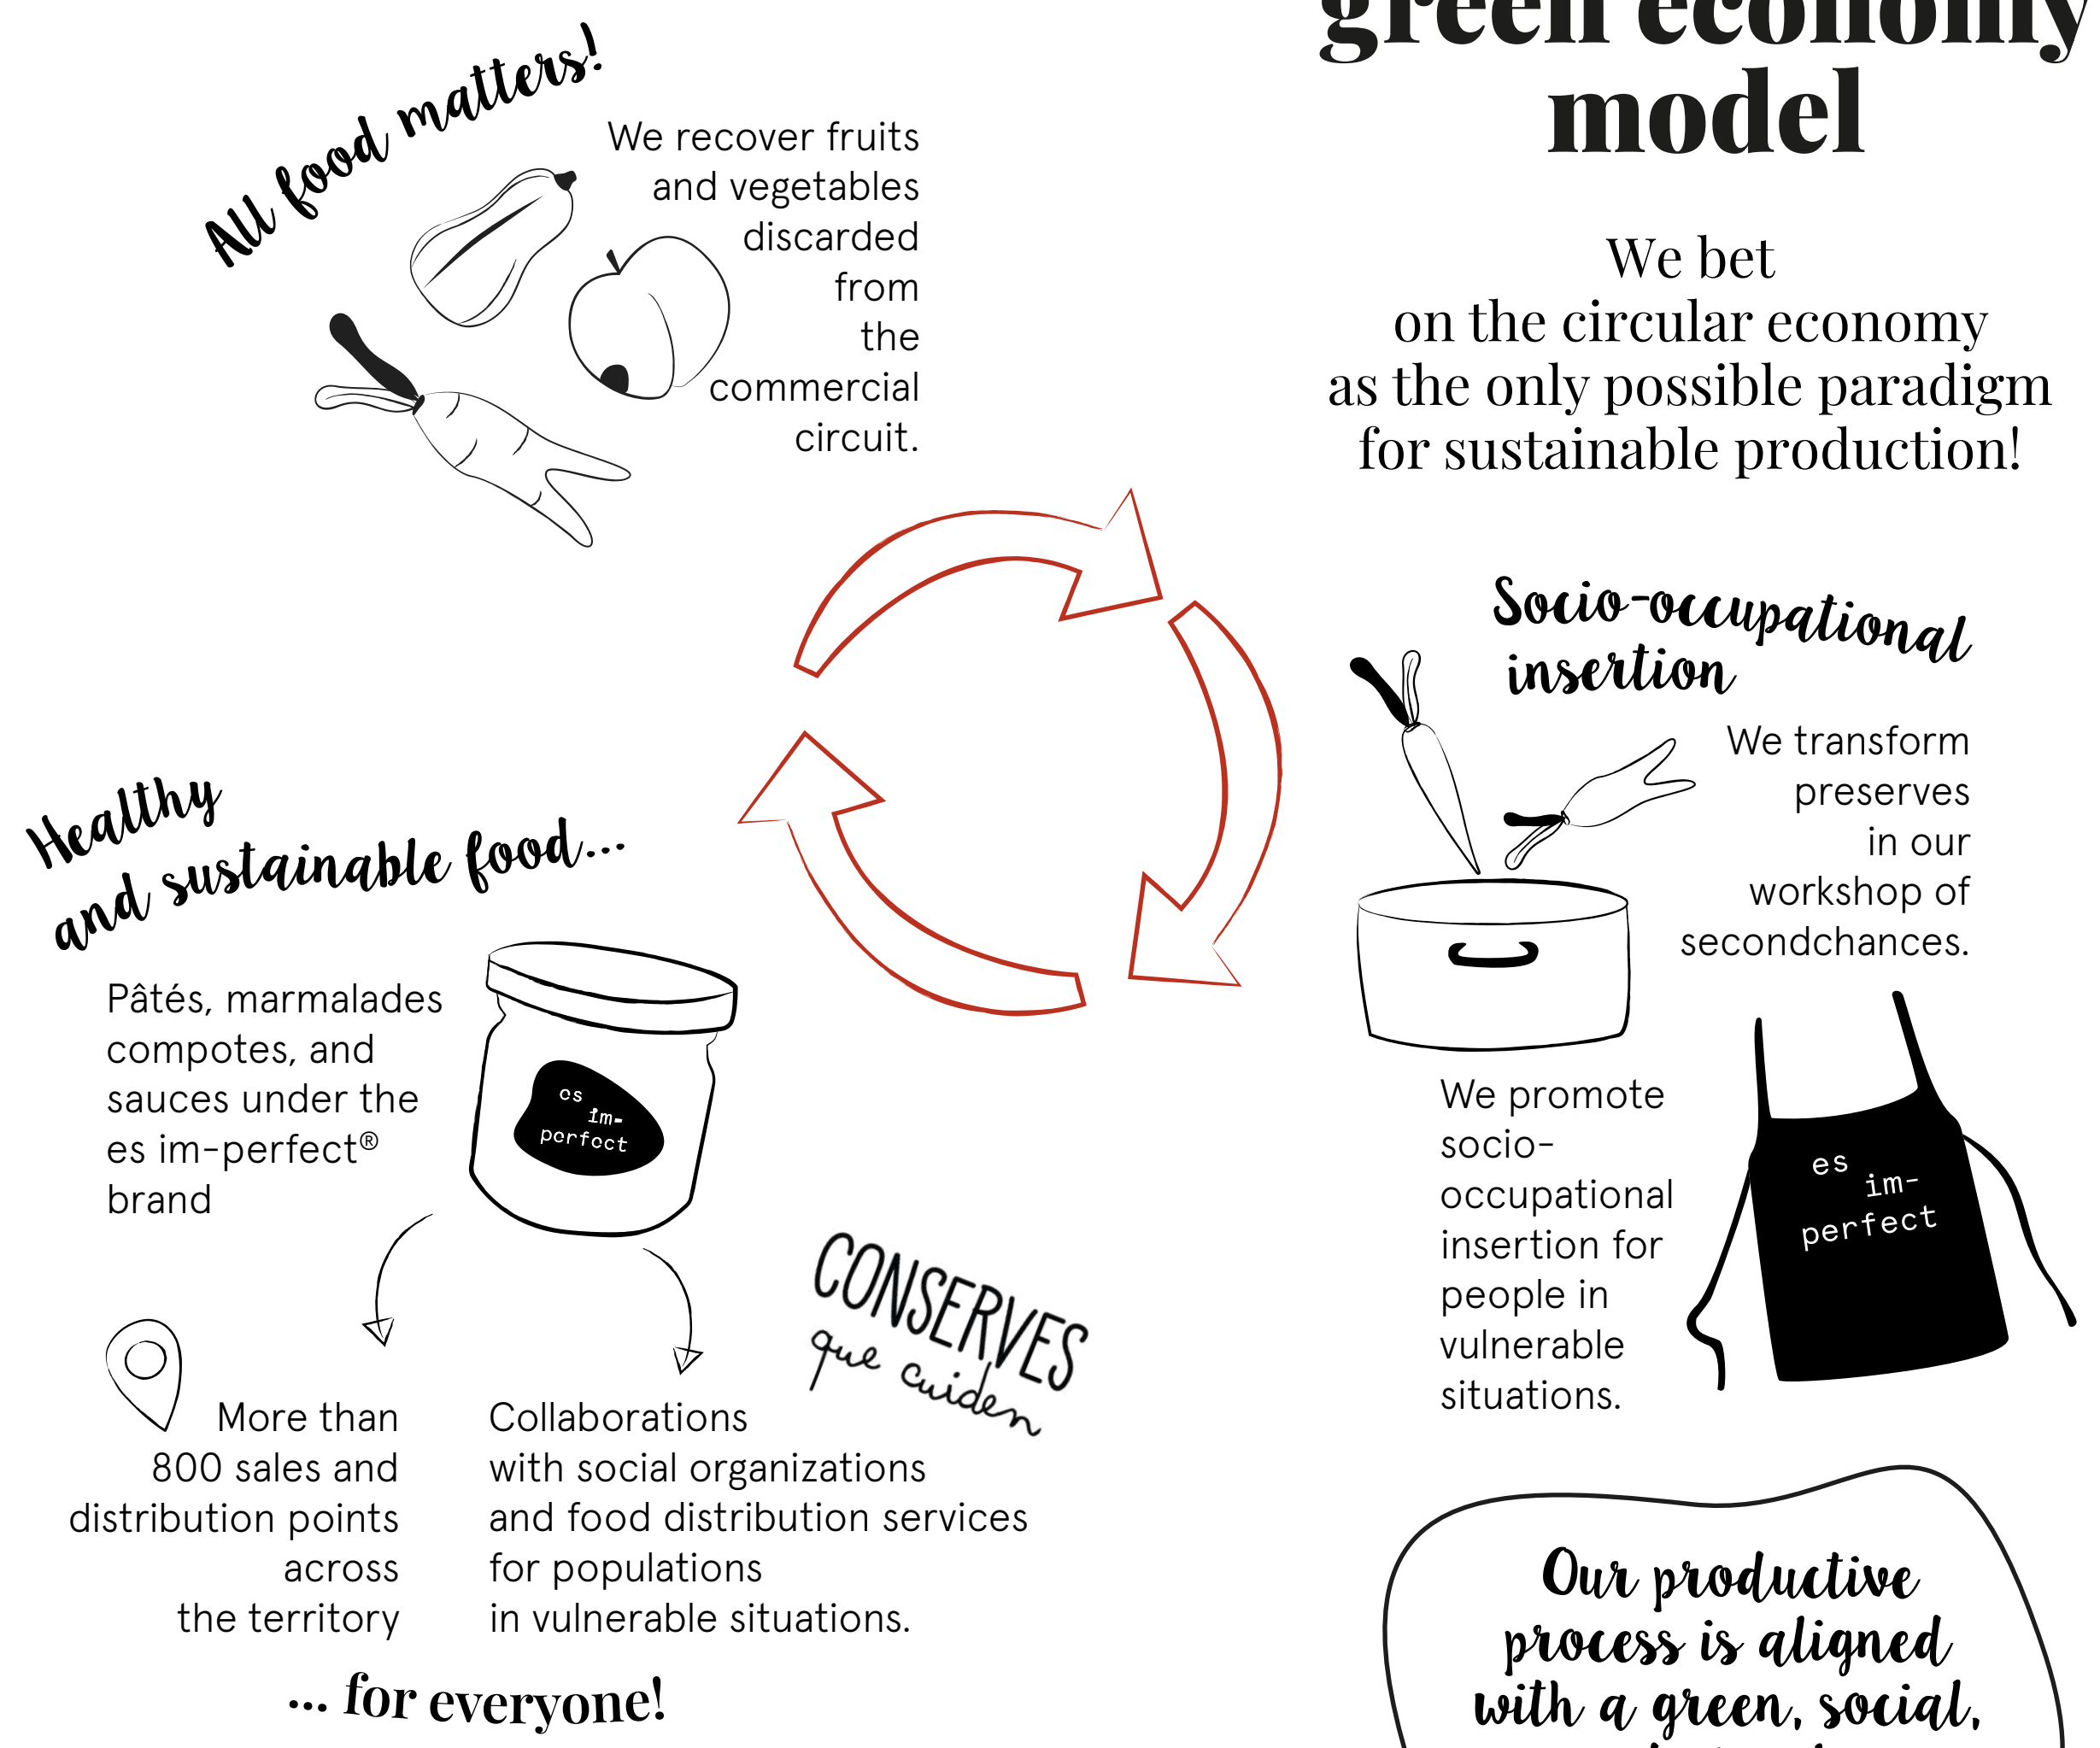 green economy
model
We bet
on the circular economy
as the only possible paradigm
for sustainable production!
All food matters!
We recover fruits
and vegetables
discarded
from
the
commercial
circuit.
Socio-occupational
insertion
We transform
preserves
in our
workshop of
secondchances.
We promote
socio-
occupational
insertion for
people in
vulnerable
situations.
es
im-
perfect
Healthy
and sustainable food...
Pâtés, marmalades
compotes, and
sauces under the
es im-perfect®
brand
es
im-
perfect
CONSERVES
que cuiden
More than
800 sales and
distribution points
across
the territory
Collaborations
with social organizations
and food distribution services
for populations
in vulnerable situations.
... for everyone!
Our productive
process is aligned
with a green, social,